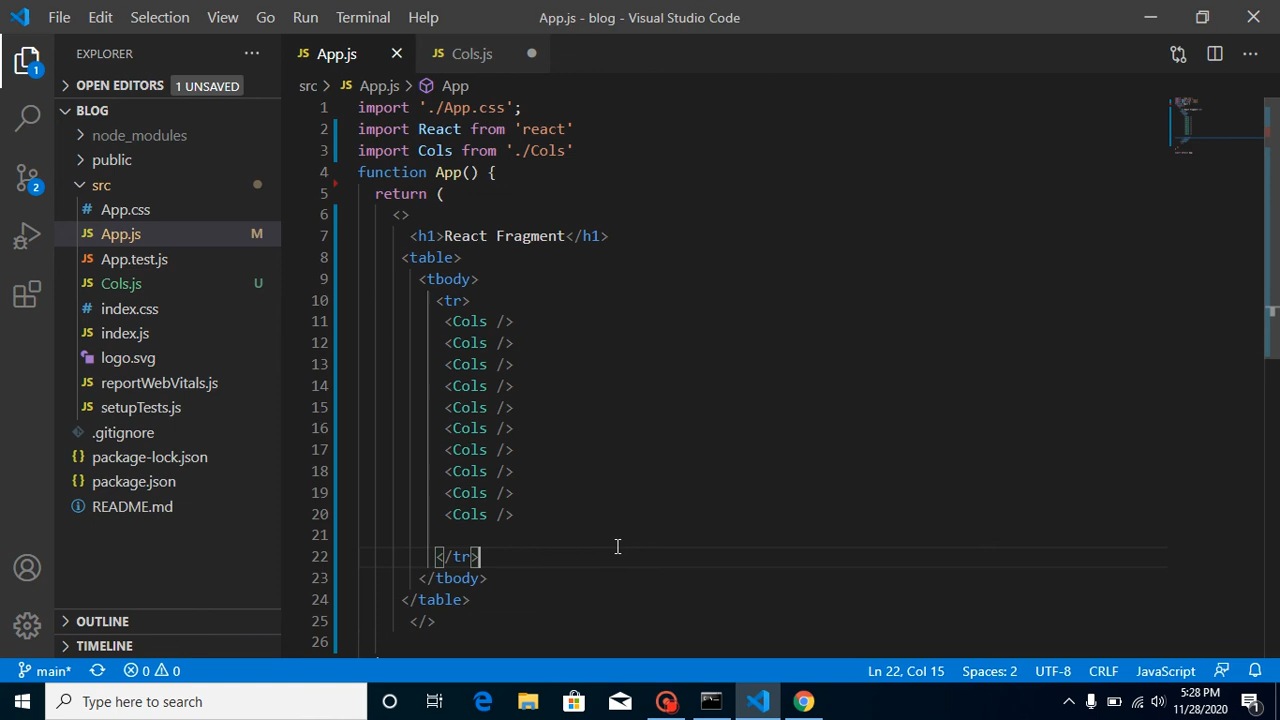 File Edit Selection View Go Run Terminal Help App.js - blog - Visual Studio Code
EXPLORER
App.js
Cols.js
OPEN EDITORS 1 UNSAVED
src > App.js > App
BLOG
node_modules
public
src
App.css
App.js M
App.test.js
Cols.js U
index.css
index.js
logo.svg
reportWebVitals.js
setupTests.js
.gitignore
package-lock.json
package.json
README.md
OUTLINE
TIMELINE
1
2
1 import './App.css';
2 import React from 'react'
3 import Cols from './Cols'
4 function App() {
5 return (
6 <>
7 <h1>React Fragment</h1>
8 <table>
9 <tbody>
10 <tr>
11 <Cols />
12 <Cols />
13 <Cols />
14 <Cols />
15 <Cols />
16 <Cols />
17 <Cols />
18 <Cols />
19 <Cols />
20 <Cols />
21
22 </tr>
23 </tbody>
24 </table>
25 </>
26
main* 0 0 Ln 22, Col 15 Spaces: 2 UTF-8 CRLF JavaScript
Type here to search
5:28 PM
11/28/2020
1